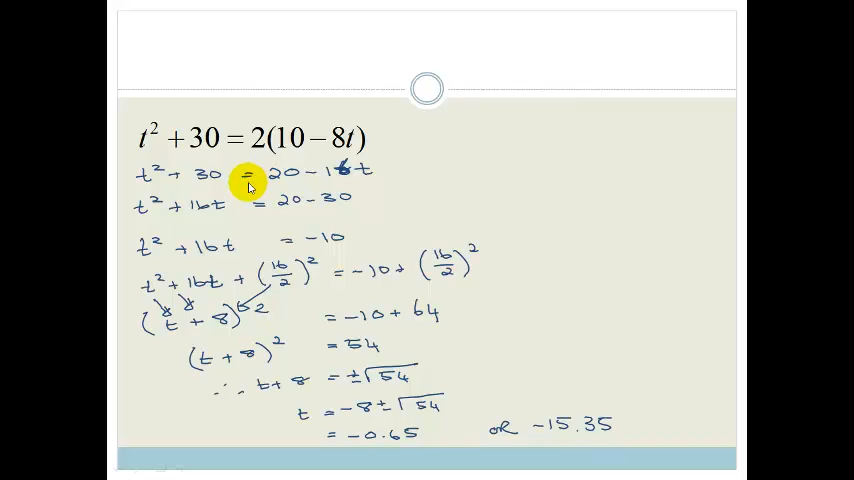 t² + 30 = 2(10 − 8t)
t² + 30 = 20 − 16t
t² + 16t = 20 − 30
t² + 16t = −10
t² + 16t + (16/2)² = −10 + (16/2)²
(t + 8)² = −10 + 64
(t + 8)² = 54
∴ t + 8 = ±√54
t = −8 ± √54
= −0.65 OR −15.35